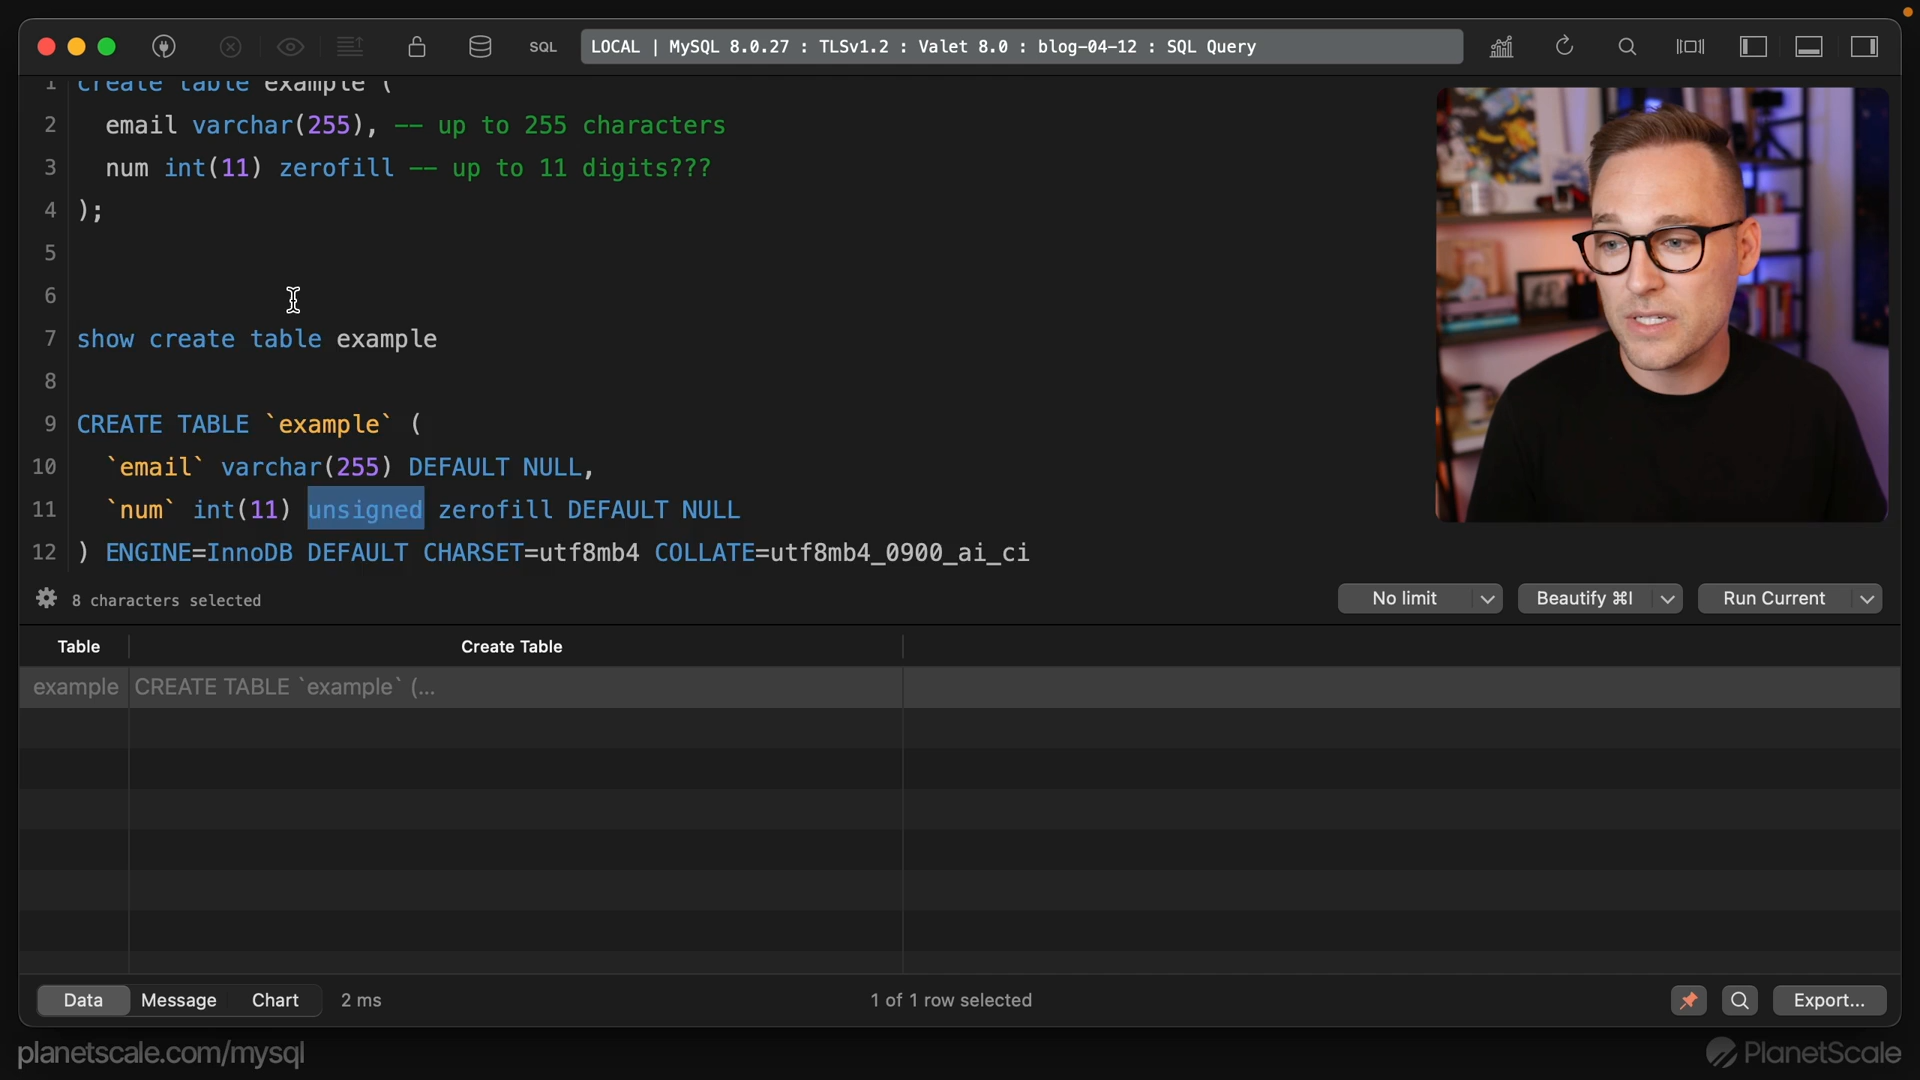 SQL
LOCAL | MySQL 8.0.27 : TLSv1.2 : Valet 8.0 : blog-04-12 : SQL Query
1 create table example (
2 email varchar(255), -- up to 255 characters
3 num int(11) zerofill -- up to 11 digits???
4 );
5
6
7 show create table example
8
9 CREATE TABLE `example` (
10 `email` varchar(255) DEFAULT NULL,
11 `num` int(11) unsigned zerofill DEFAULT NULL
12 ) ENGINE=InnoDB DEFAULT CHARSET=utf8mb4 COLLATE=utf8mb4_0900_ai_ci
8 characters selected
No limit
Beautify ⌘I
Run Current
Table
Create Table
example
CREATE TABLE `example` (...
Data
Message
Chart
2 ms
1 of 1 row selected
Export...
planetscale.com/mysql
PlanetScale